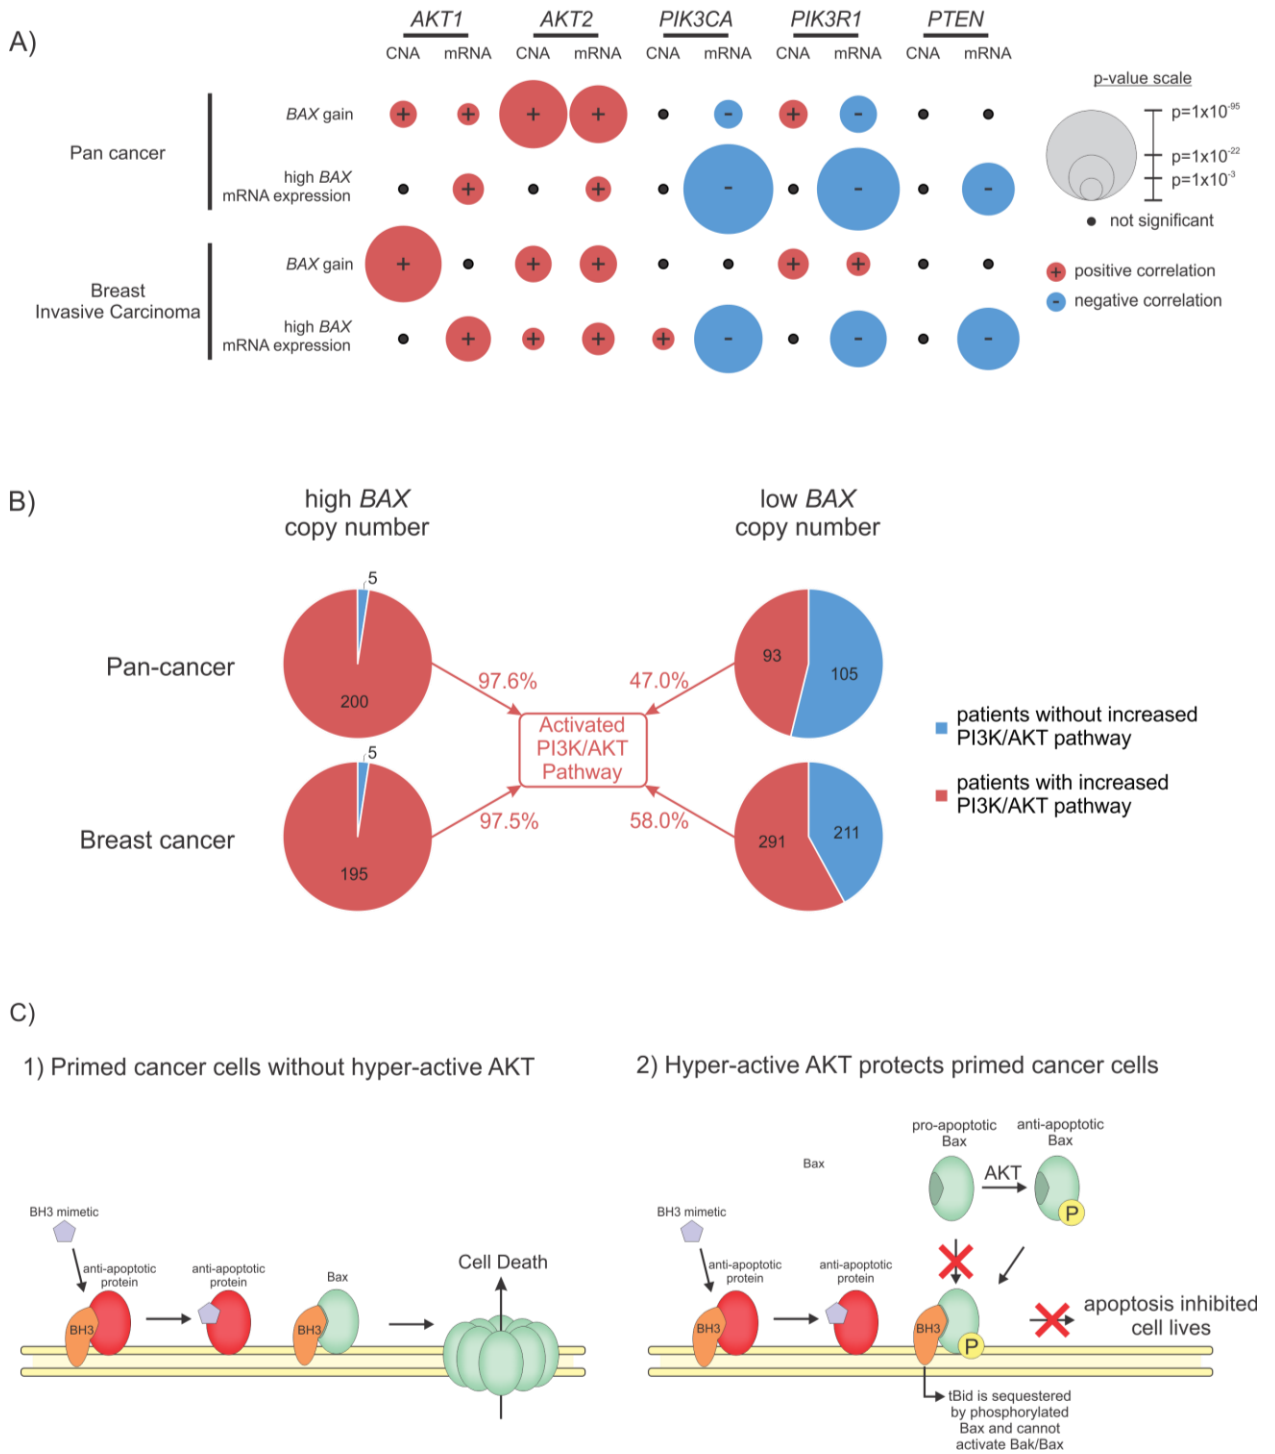 A)
AKT1 AKT2 PIK3CA PIK3R1 PTEN
CNA mRNA CNA mRNA CNA mRNA CNA mRNA CNA mRNA
Pan cancer
BAX gain
+ + + + - + -
high BAX
mRNA expression
+ + - - -
Breast
Invasive Carcinoma
BAX gain
+ + + + +
high BAX
mRNA expression
+ + + + - - -
p-value scale
p=1x10-95
p=1x10-22
p=1x10-3
not significant
+ positive correlation
- negative correlation
B)
high BAX
copy number
low BAX
copy number
Pan-cancer
5
200
97.6%
47.0%
93
105
Activated
PI3K/AKT
Pathway
Breast cancer
5
195
97.5%
58.0%
291
211
patients without increased
PI3K/AKT pathway
patients with increased
PI3K/AKT pathway
C)
1) Primed cancer cells without hyper-active AKT
BH3 mimetic
anti-apoptotic
protein
BH3
anti-apoptotic
protein
Bax
BH3
Cell Death
2) Hyper-active AKT protects primed cancer cells
Bax
pro-apoptotic
Bax
anti-apoptotic
Bax
AKT
P
BH3 mimetic
anti-apoptotic
protein
BH3
anti-apoptotic
protein
BH3
P
apoptosis inhibited
cell lives
tBid is sequestered
by phosphorylated
Bax and cannot
activate Bak/Bax